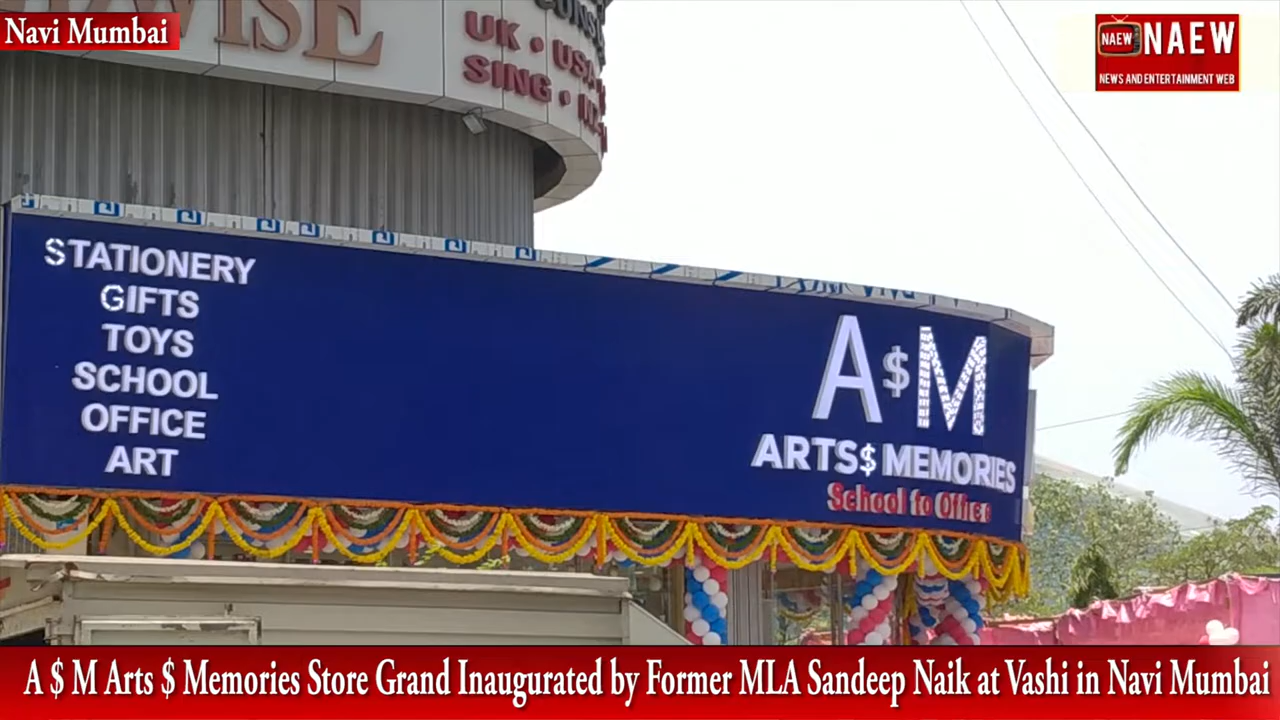 Navi Mumbai
UK • USA
SING •
NAEW
NAEW
NEWS AND ENTERTAINMENT WEB
STATIONERY
GIFTS
TOYS
SCHOOL
OFFICE
ART
A $ M
ARTS $ MEMORIES
School to Office
A $ M Arts $ Memories Store Grand Inaugurated by Former MLA Sandeep Naik at Vashi in Navi Mumbai